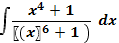 ∫ x⁴ + 1 / 〖(x)〗⁶ + 1 ) dx